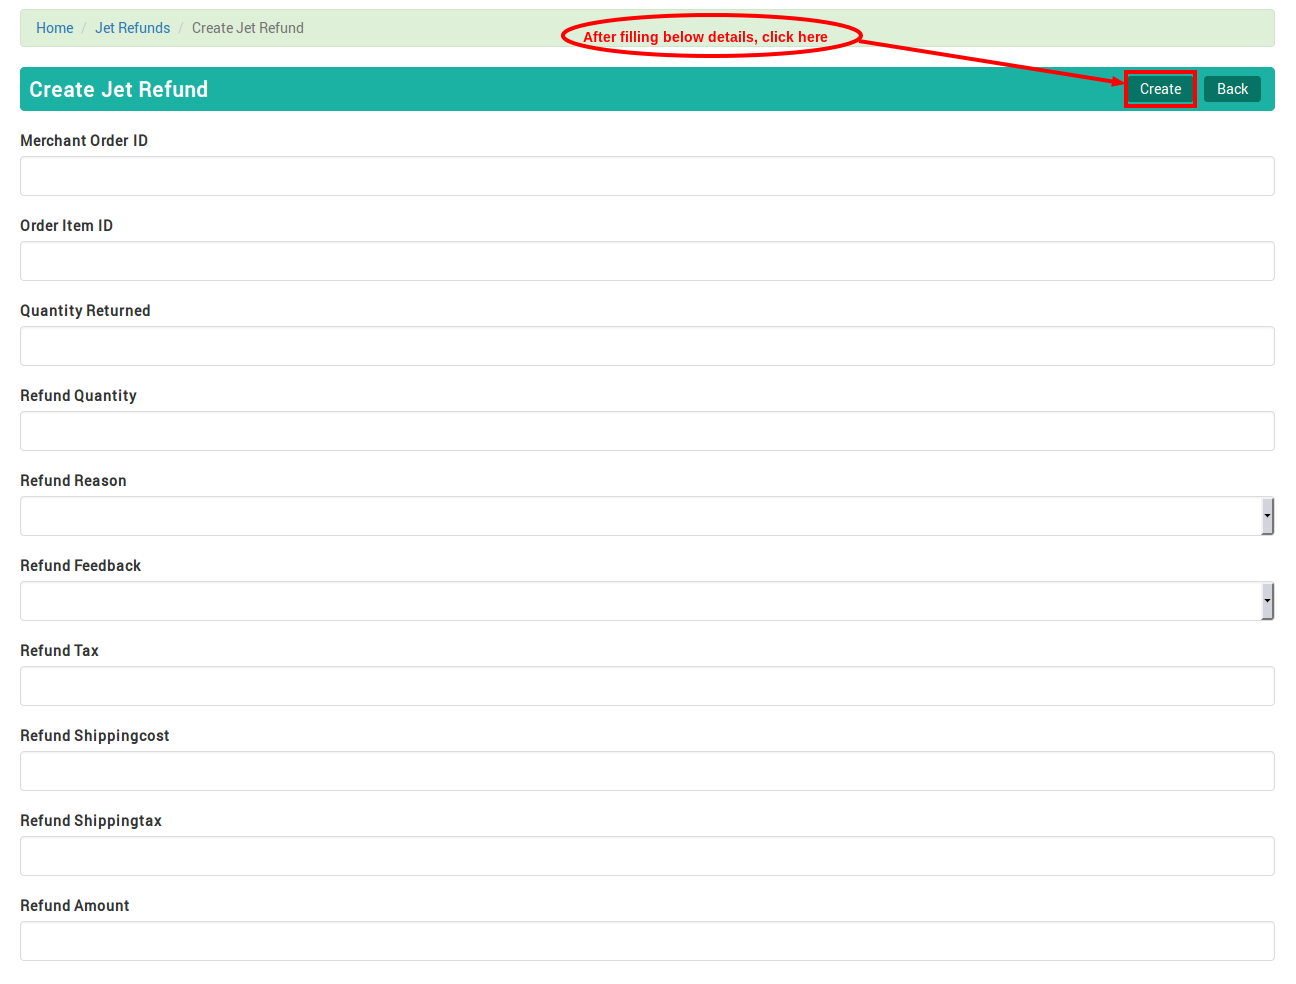 Home / Jet Refunds / Create Jet Refund
After filling below details, click here
Create Jet Refund
Create Back
Merchant Order ID
Order Item ID
Quantity Returned
Refund Quantity
Refund Reason
Refund Feedback
Refund Tax
Refund Shippingcost
Refund Shippingtax
Refund Amount